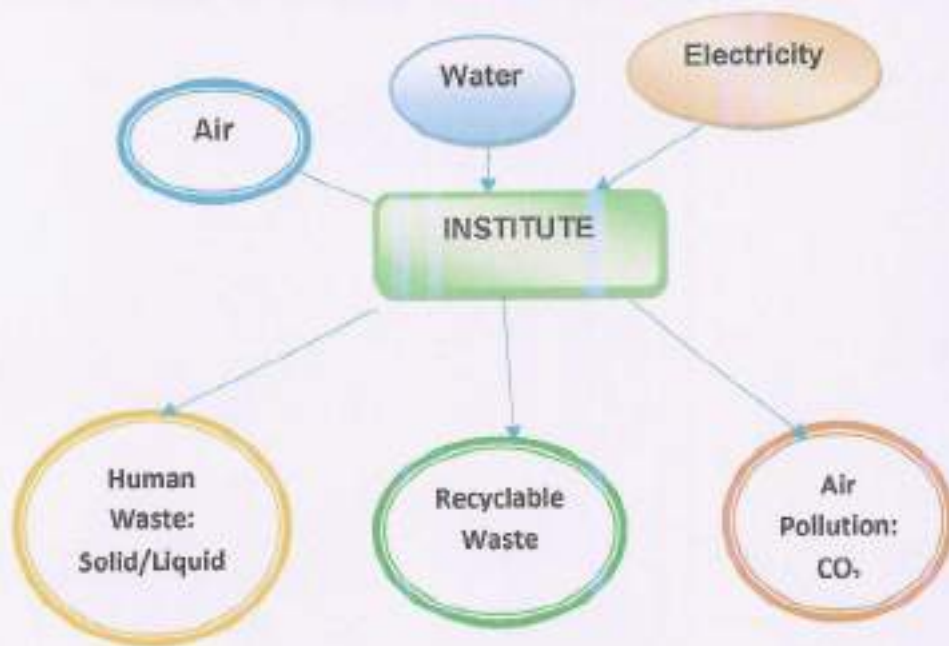 Air
Water
Electricity
INSTITUTE
Human
Waste:
Solid/Liquid
Recyclable
Waste
Air
Pollution:
CO₂